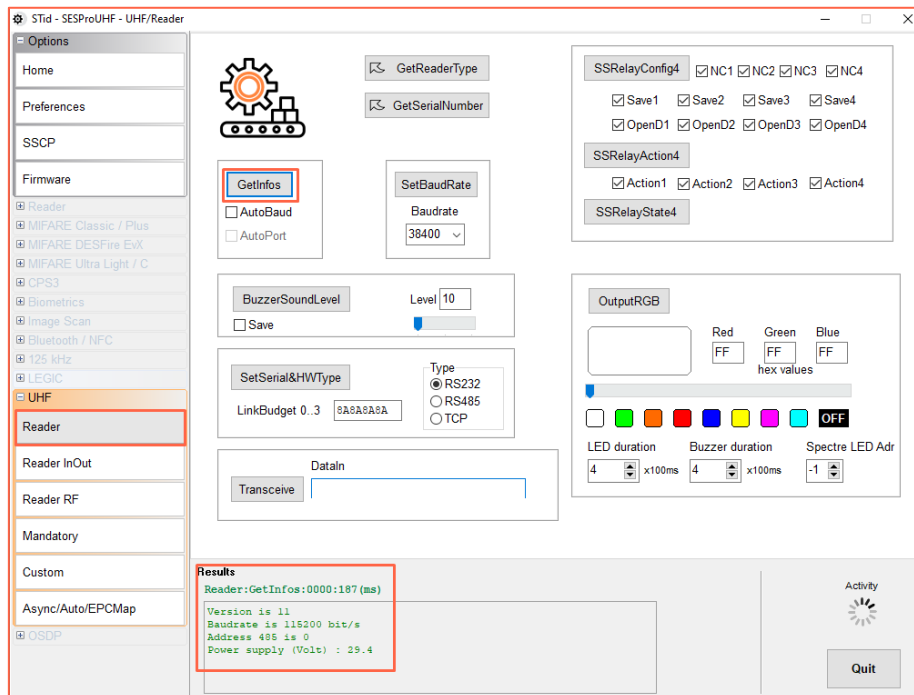 STid - SESProUHF - UHF/Reader
Options
Home
Preferences
SSCP
Firmware
Reader
MIFARE Classic / Plus
MIFARE DESFire EvX
MIFARE Ultra Light / C
CPS3
Biometrics
Image Scan
Bluetooth / NFC
125 kHz
LEGIC
UHF
Reader
Reader InOut
Reader RF
Mandatory
Custom
Async/Auto/EPCMap
OSDP
GetReaderType
GetSerialNumber
GetInfos
AutoBaud
AutoPort
SetBaudRate
Baudrate
38400
BuzzerSoundLevel
Level 10
Save
SetSerial&HWType
LinkBudget 0..3 8A8A8A8A
Type
RS232
RS485
TCP
DataIn
Transceive
SSRelayConfig4 NC1 NC2 NC3 NC4
Save1 Save2 Save3 Save4
OpenD1 OpenD2 OpenD3 OpenD4
SSRelayAction4
Action1 Action2 Action3 Action4
SSRelayState4
OutputRGB
Red Green Blue
FF FF FF
hex values
OFF
LED duration Buzzer duration Spectre LED Adr
4 x100ms 4 x100ms -1
Results
Reader:GetInfos:0000:187(ms)
Version is 11
Baudrate is 115200 bit/s
Address 485 is 0
Power supply (Volt) : 29.4
Activity
Quit